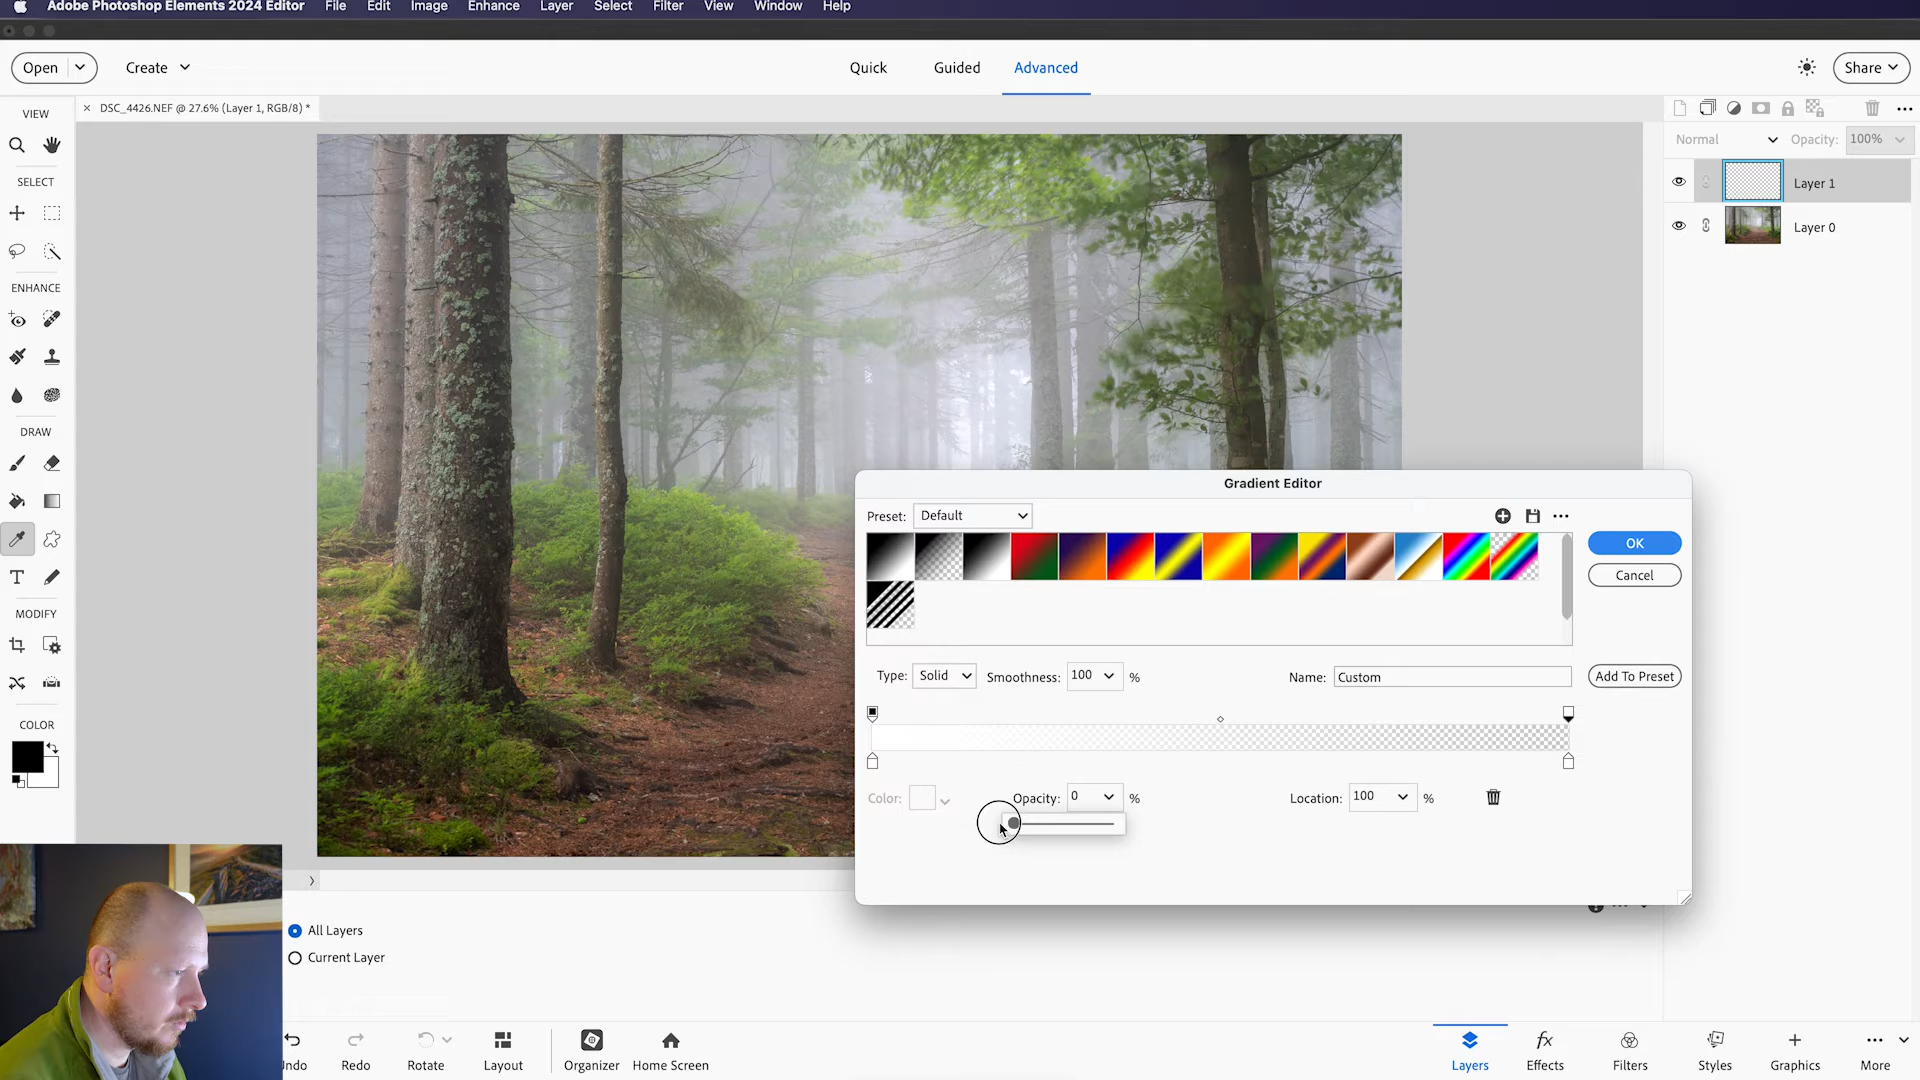 Adobe Photoshop Elements 2024 Editor File Edit Image Enhance Layer Select Filter View Window Help
Open Create Quick Guided Advanced Share
VIEW
DSC_4426.NEF @ 27.6% (Layer 1, RGB/8) *
Normal Opacity: 100%
SELECT
Layer 1
Layer 0
ENHANCE
DRAW
Gradient Editor
Preset: Default
OK
Cancel
T
MODIFY
Type: Solid Smoothness: 100 % Name: Custom Add To Preset
COLOR
Color: Opacity: 0 % Location: 100 %
All Layers
Current Layer
Redo Rotate Layout Organizer Home Screen Layers fx Effects Filters Styles Graphics More